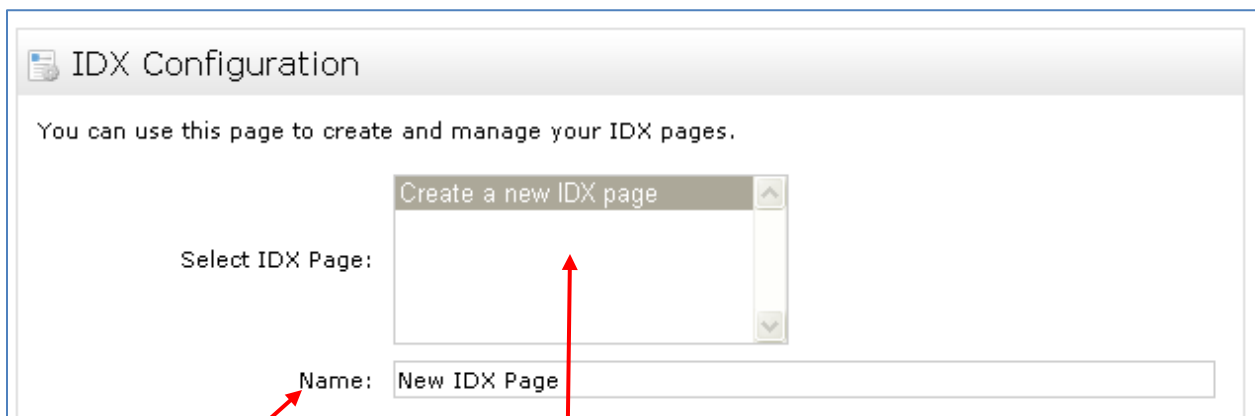 IDX Configuration
You can use this page to create and manage your IDX pages.
Create a new IDX page
Select IDX Page:
Name: New IDX Page